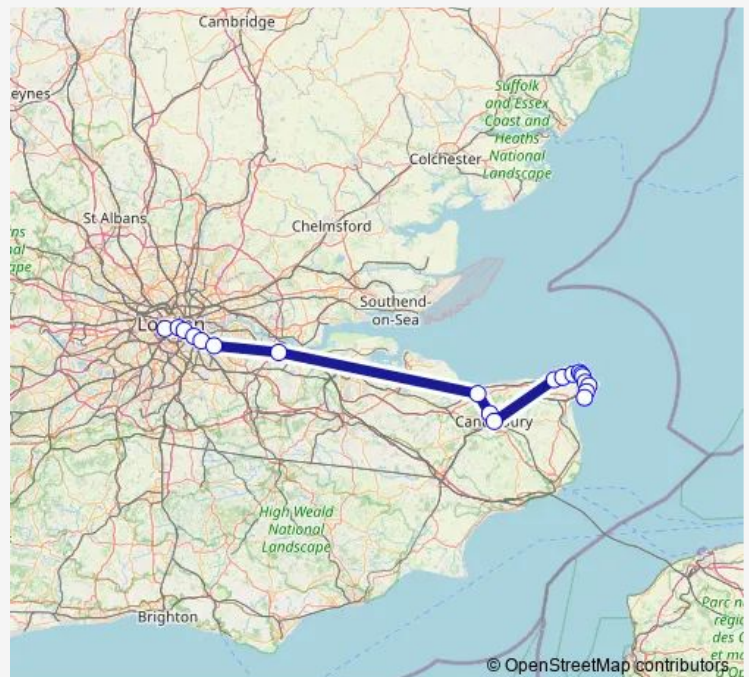 Cambridge
eynes
Suffolk
and Essex
Coast and
Heaths
National
Landscape
Colchester
St Albans
Chelmsford
Southend-
on-Sea
High Weald
National
Landscape
Brighton
Parc n
© OpenStreetMap contributors